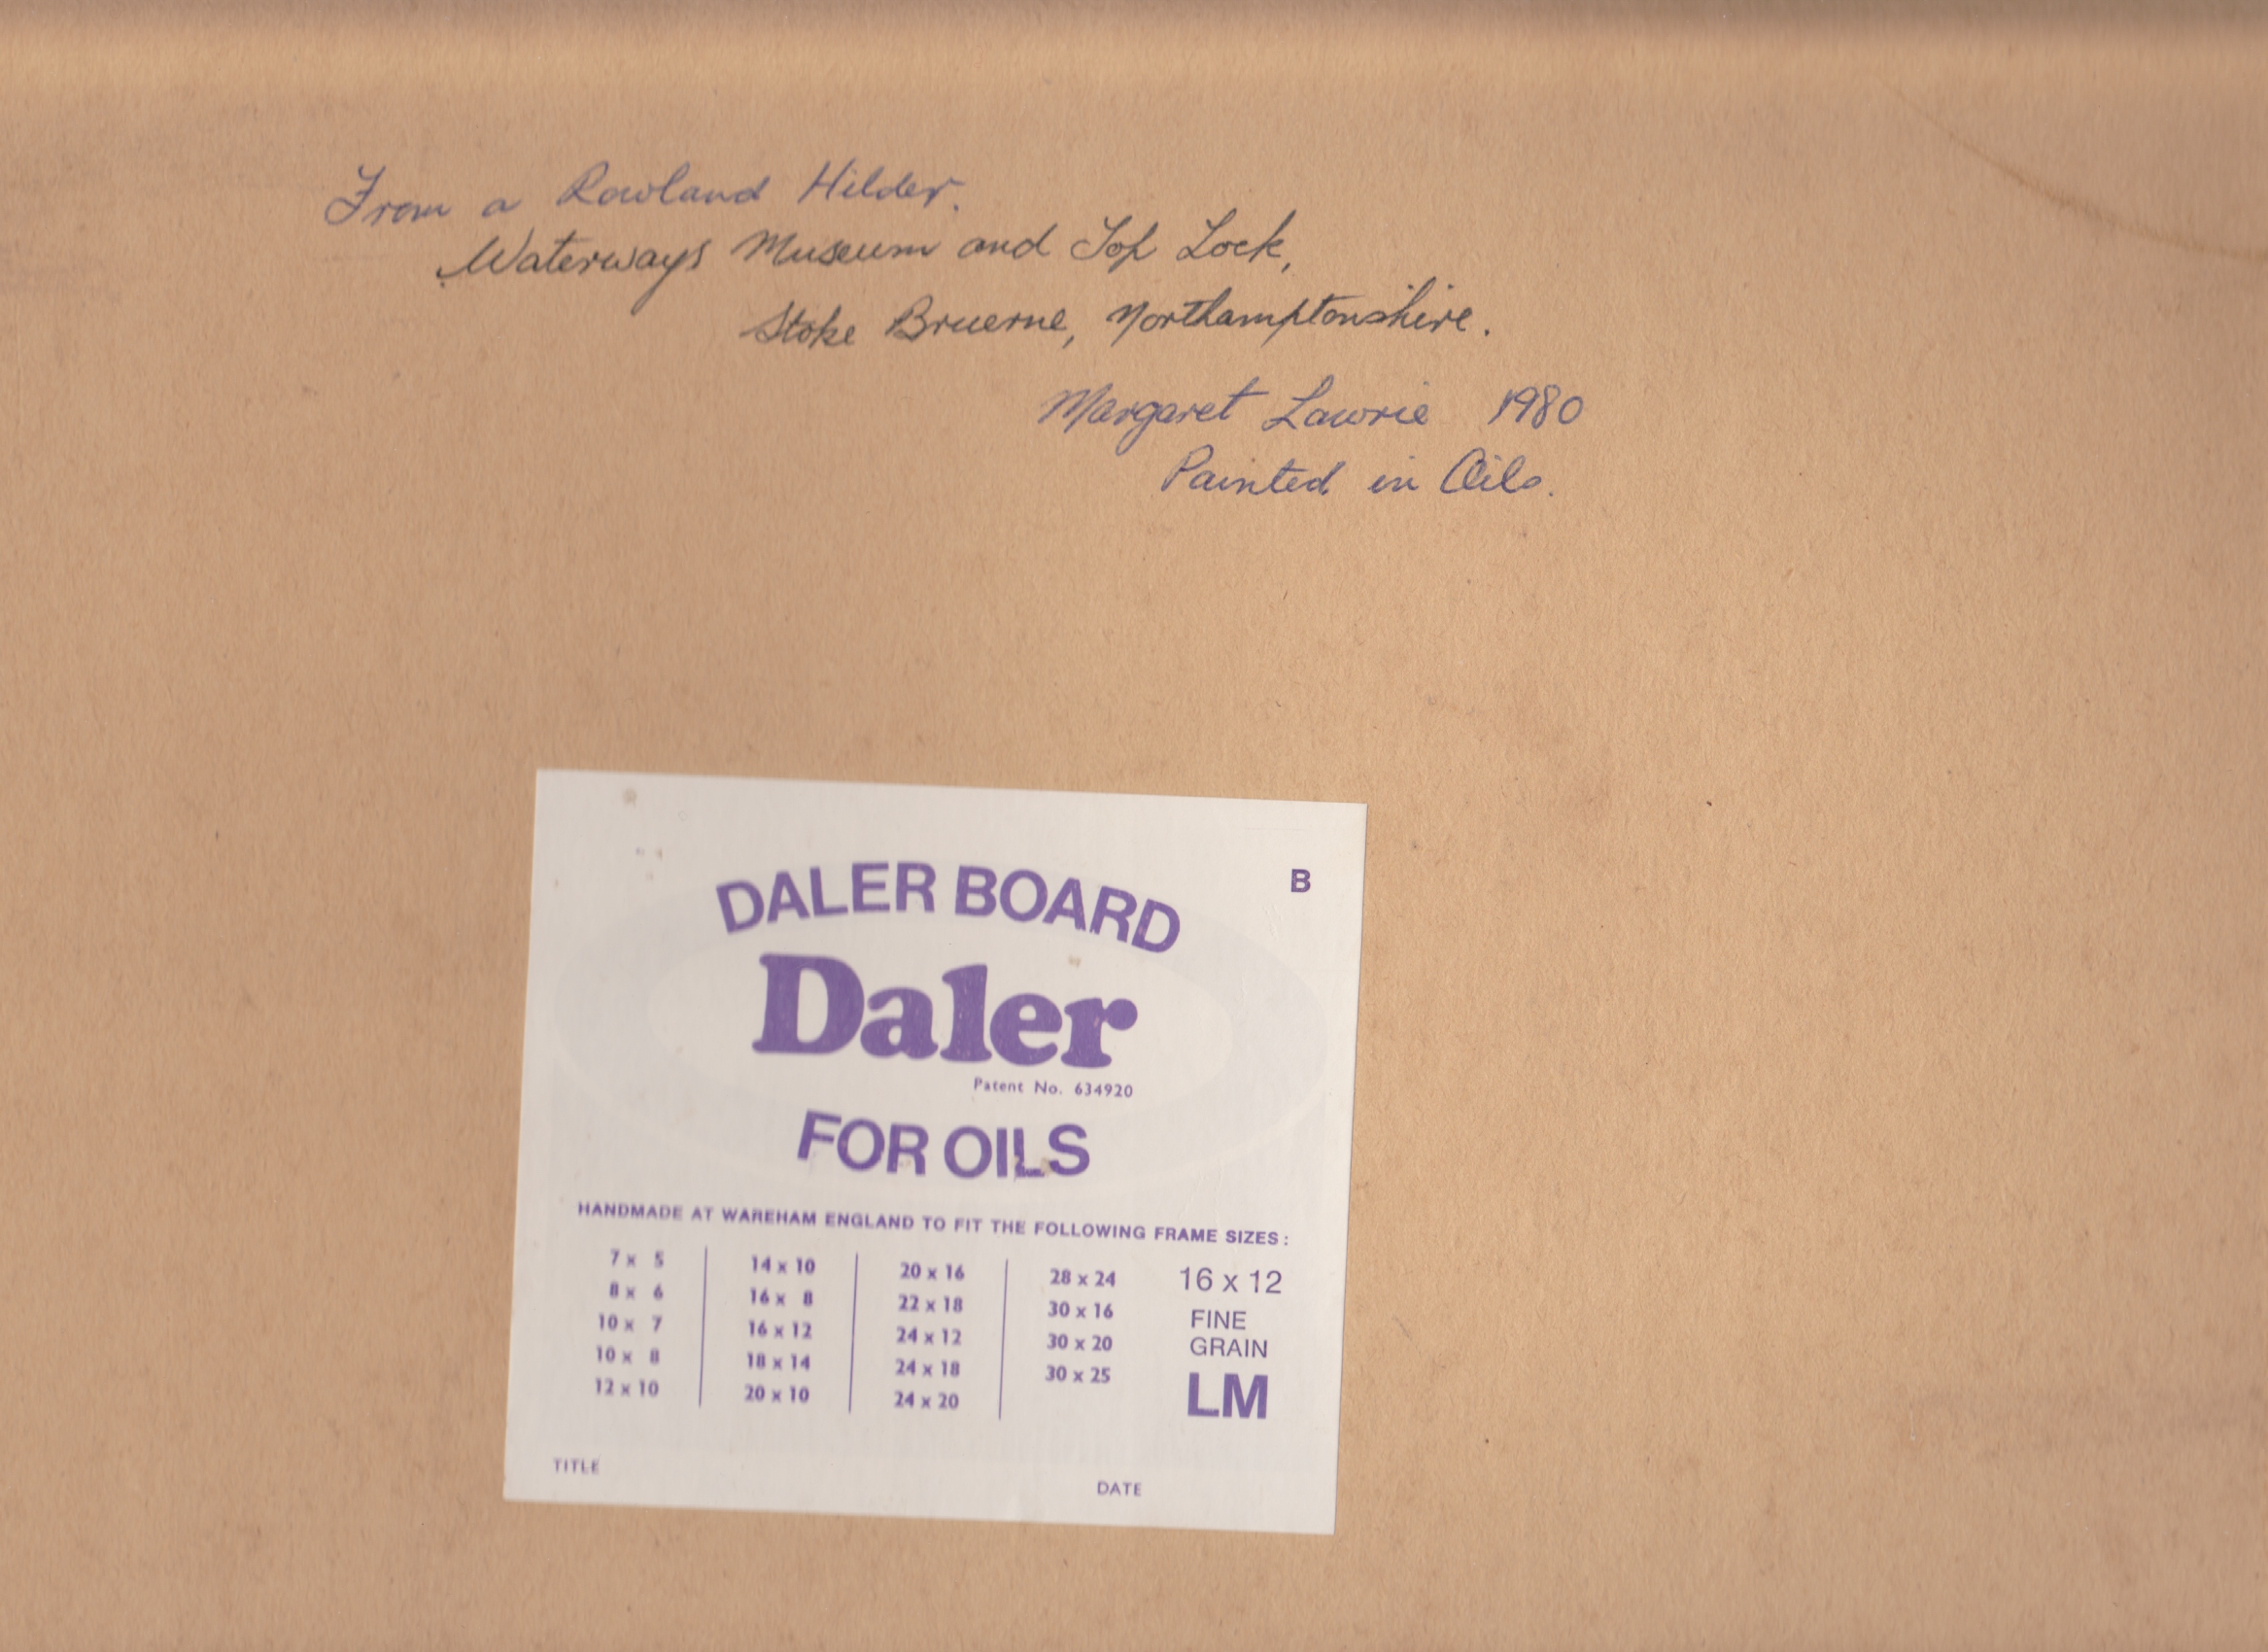 From a Rowland Hilder.
Waterways Museum and Top Lock,
Stoke Bruerne, Northamptonshire.
Margaret Lawrie 1980
Painted in Oils.
B
DALER BOARD
Daler
Patent No. 634920
FOR OILS
HANDMADE AT WAREHAM ENGLAND TO FIT THE FOLLOWING FRAME SIZES:
7 x 5 14 x 10 20 x 16 28 x 24 16 x 12
8 x 6 16 x 8 22 x 18 30 x 16 FINE
10 x 7 16 x 12 24 x 12 30 x 20 GRAIN
10 x 8 18 x 14 24 x 18 30 x 25 LM
12 x 10 20 x 10 24 x 20
TITLE DATE